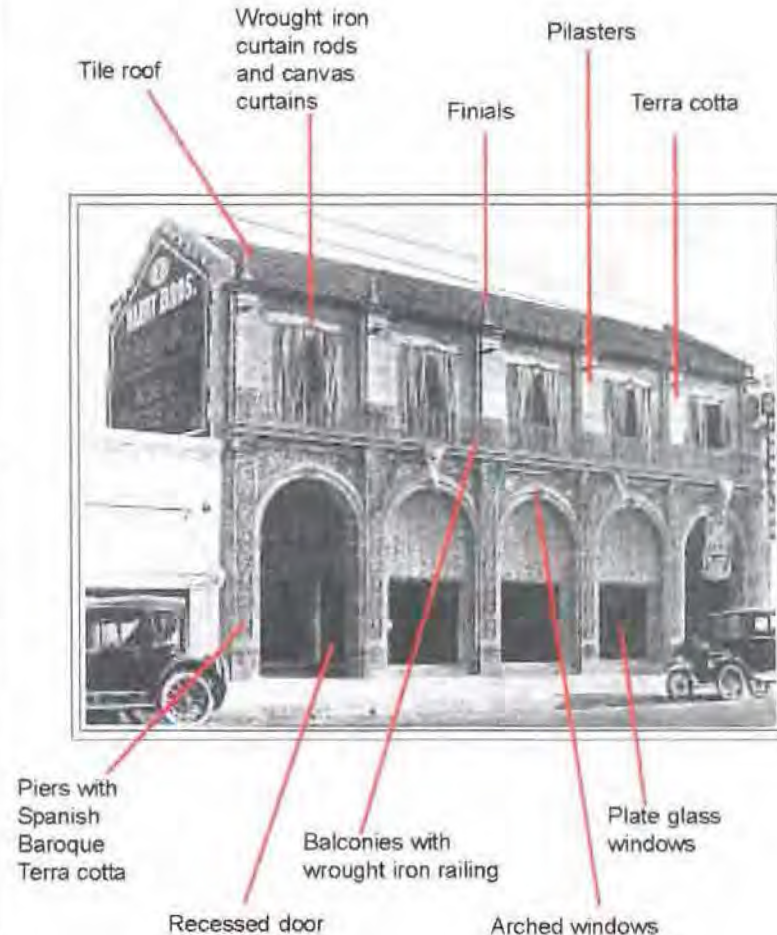 Wrought iron
curtain rods
and canvas
curtains
Tile roof
Finials
Pilasters
Terra cotta
BROS.
Piers with
Spanish
Baroque
Terra cotta
Balconies with
wrought iron railing
Plate glass
windows
Recessed door
Arched windows